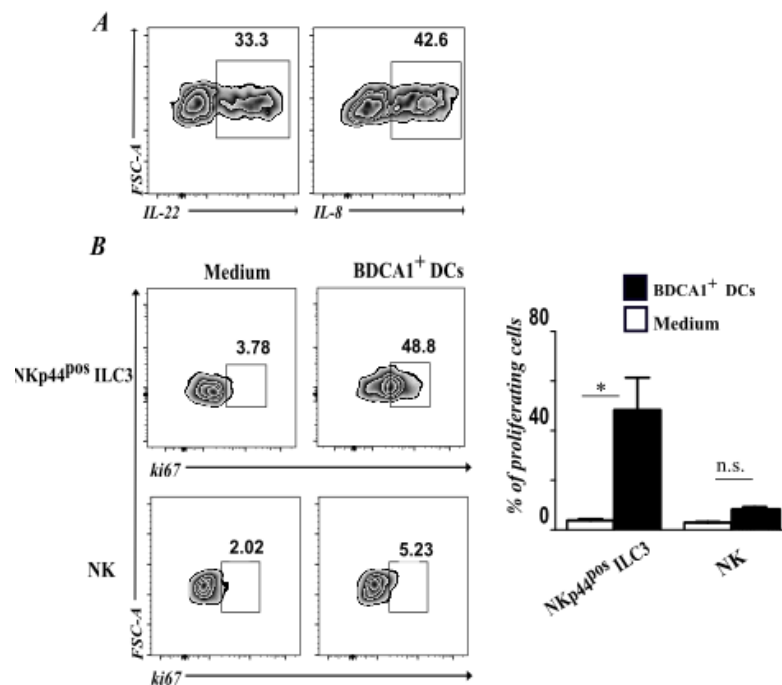 A
33.3
42.6
FSC-A
IL-22
IL-8
B
Medium
BDCA1+ DCs
NKp44pos ILC3
3.78
48.8
ki67
ki67
NK
2.02
5.23
FSC-A
ki67
ki67
BDCA1+ DCs
Medium
% of proliferating cells
80
40
0
*
n.s.
NKp44pos ILC3
NK